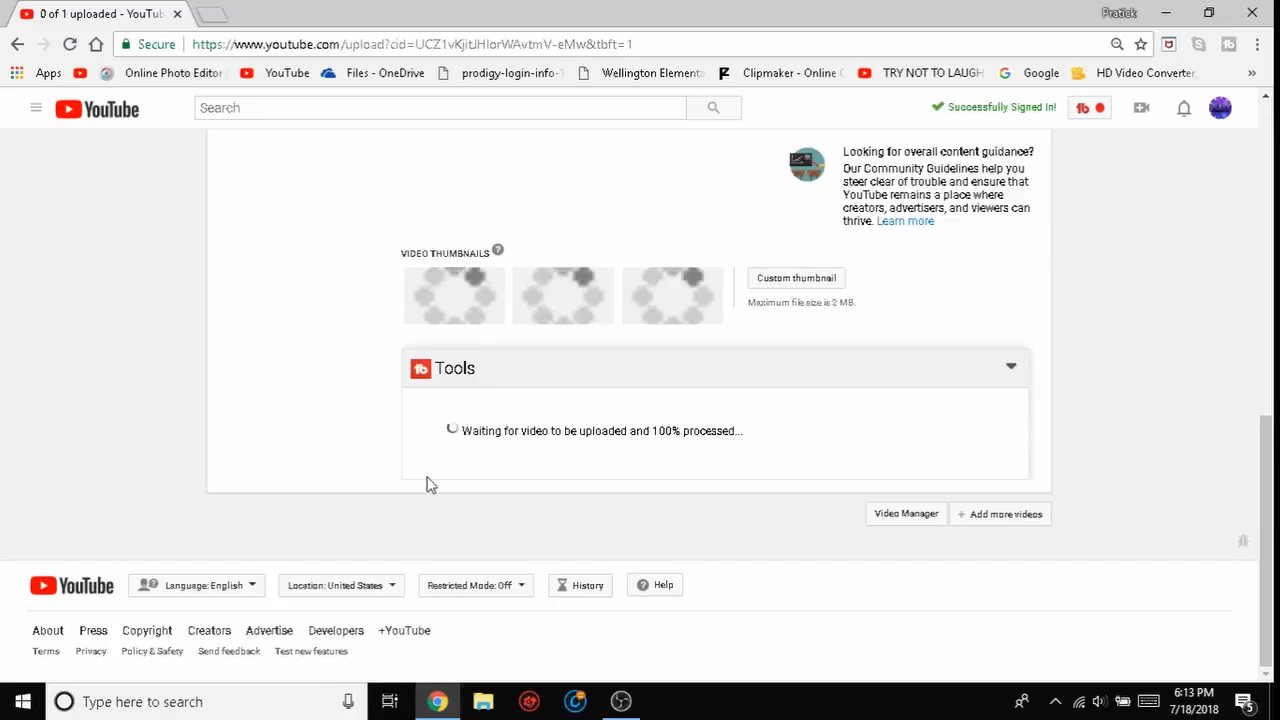 0 of 1 uploaded - YouTub
Pratick
Secure
https://www.youtube.com/upload?cid=UCZ1vKjitJHlorWAvtmV-eMw&tbft=1
Apps
Online Photo Editor
YouTube
Files - OneDrive
prodigy-login-info-1
Wellington Elementa
Clipmaker - Online C
TRY NOT TO LAUGH
Google
HD Video Converter,
»
YouTube
Search
Successfully Signed In!
tb
Looking for overall content guidance?
Our Community Guidelines help you
steer clear of trouble and ensure that
YouTube remains a place where
creators, advertisers, and viewers can
thrive. Learn more
VIDEO THUMBNAILS ?
Custom thumbnail
Maximum file size is 2 MB.
tb Tools
Waiting for video to be uploaded and 100% processed...
Video Manager
+ Add more videos
YouTube
Language: English
Location: United States
Restricted Mode: Off
History
Help
About Press Copyright Creators Advertise Developers +YouTube
Terms Privacy Policy & Safety Send feedback Test new features
Type here to search
6:13 PM
7/18/2018
5